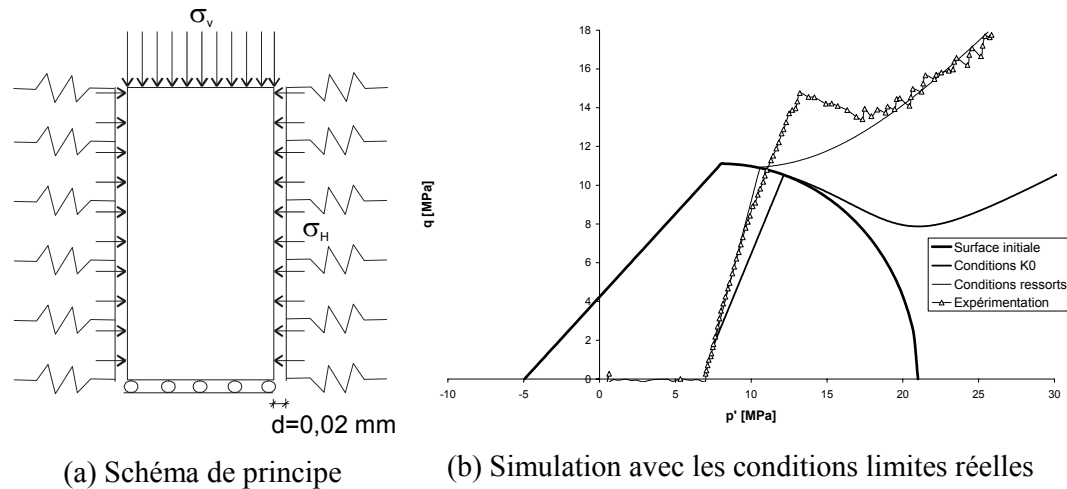 σv
σH
d=0,02 mm
(a) Schéma de principe
18
16
14
12
10
8
6
4
2
0
q [MPa]
-10
-5
0
5
10
15
20
25
30
p' [MPa]
Surface initiale
Conditions K0
Conditions ressorts
Expérimentation
(b) Simulation avec les conditions limites réelles